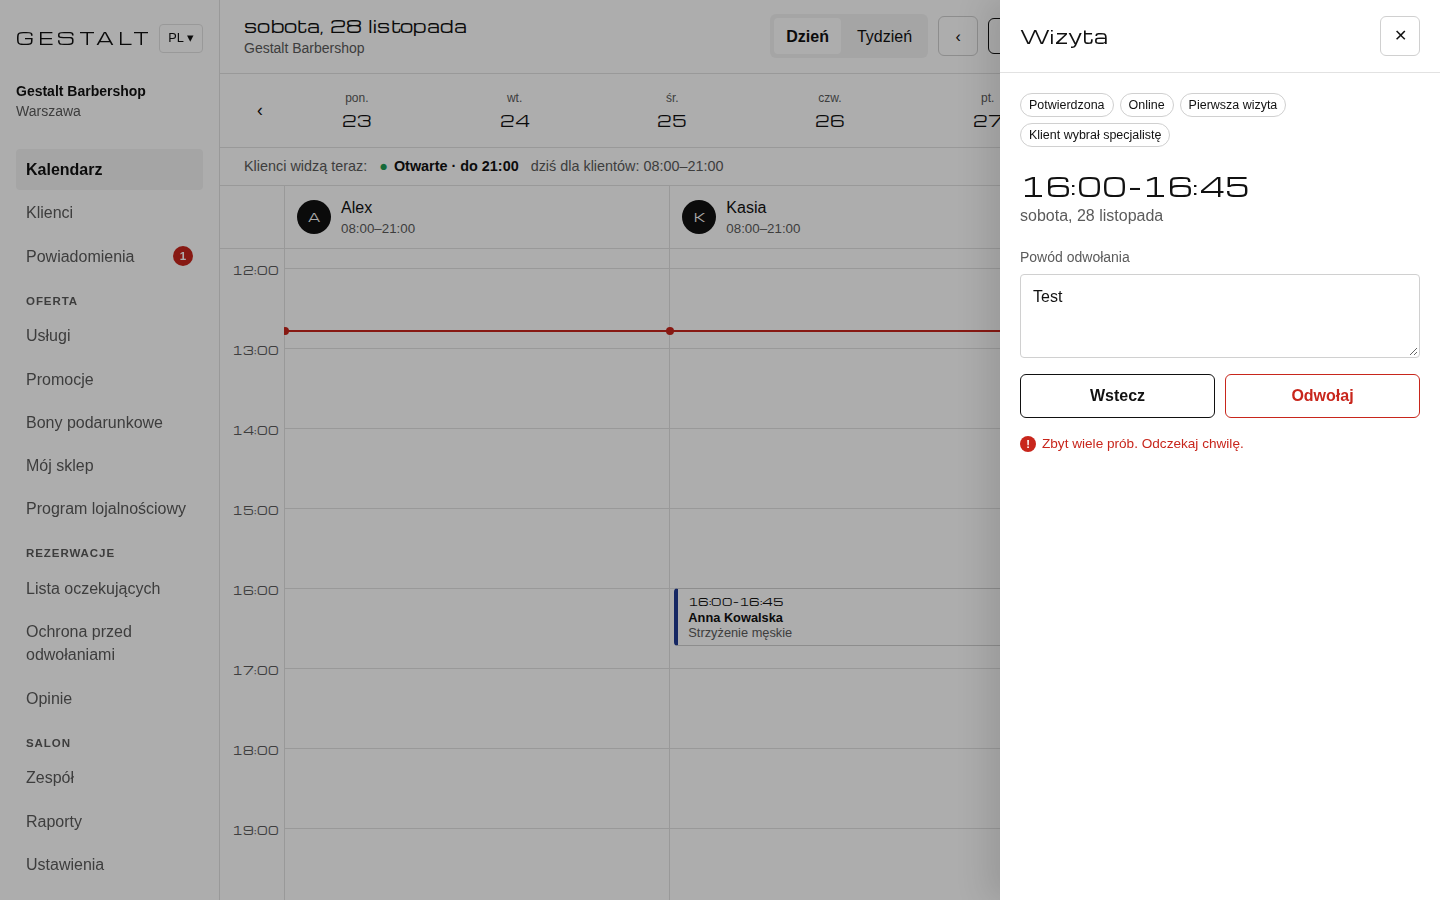 GESTALT
PL ▾
Gestalt Barbershop
Warszawa
Kalendarz
Klienci
Powiadomienia 1
OFERTA
Usługi
Promocje
Bony podarunkowe
Mój sklep
Program lojalnościowy
REZERWACJE
Lista oczekujących
Ochrona przed
odwołaniami
Opinie
SALON
Zespół
Raporty
Ustawienia
sobota, 28 listopada
Gestalt Barbershop
Dzień Tydzień ‹
‹ pon. wt. śr. czw. pt.
23 24 25 26 27
Klienci widzą teraz: ● Otwarte · do 21:00 dziś dla klientów: 08:00–21:00
A Alex
08:00–21:00
K Kasia
08:00–21:00
12:00
13:00
14:00
15:00
16:00
17:00
18:00
19:00
16:00-16:45
Anna Kowalska
Strzyżenie męskie
Wizyta ✕
Potwierdzona Online Pierwsza wizyta
Klient wybrał specjalistę
16:00-16:45
sobota, 28 listopada
Powód odwołania
Test
Wstecz Odwołaj
! Zbyt wiele prób. Odczekaj chwilę.